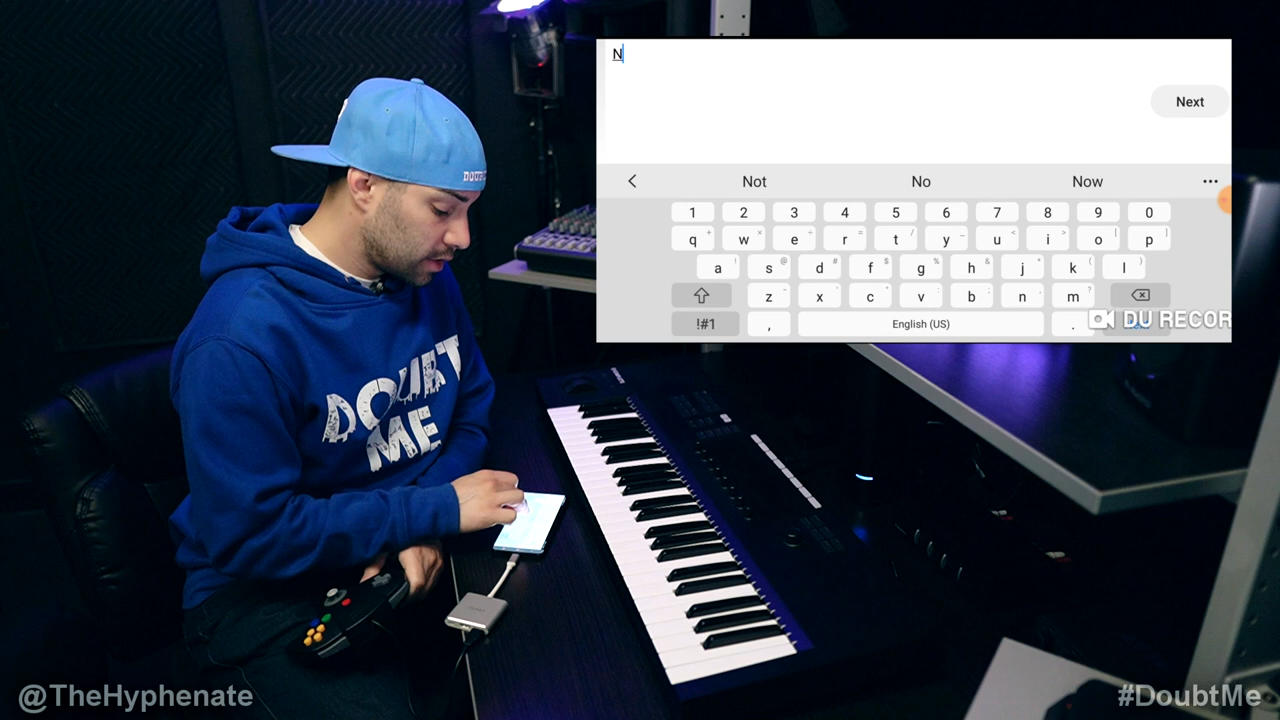 N
Next
Not No Now
1 2 3 4 5 6 7 8 9 0
q w e r t y u i o p
a s d f g h j k l
z x c v b n m
!#1 , English (US) .
DU RECOR
DOUBT
ME
@TheHyphenate
#DoubtMe